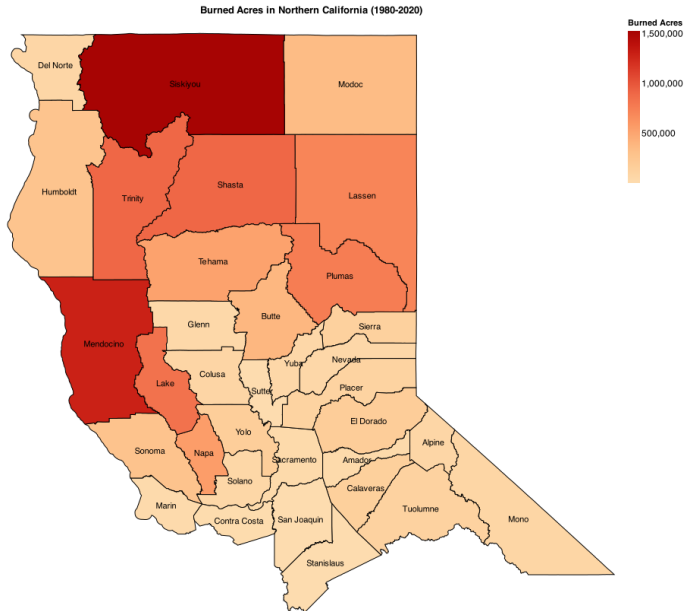 Burned Acres in Northern California (1980-2020)
Burned Acres
1,500,000
1,000,000
500,000
Del Norte
Siskiyou
Modoc
Humboldt
Trinity
Shasta
Lassen
Tehama
Plumas
Glenn
Butte
Sierra
Mendocino
Lake
Colusa
Yuba
Nevada
Sutter
Placer
Sonoma
Napa
Yolo
El Dorado
Sacramento
Amador
Alpine
Solano
Calaveras
Marin
Contra Costa
San Joaquin
Tuolumne
Mono
Stanislaus